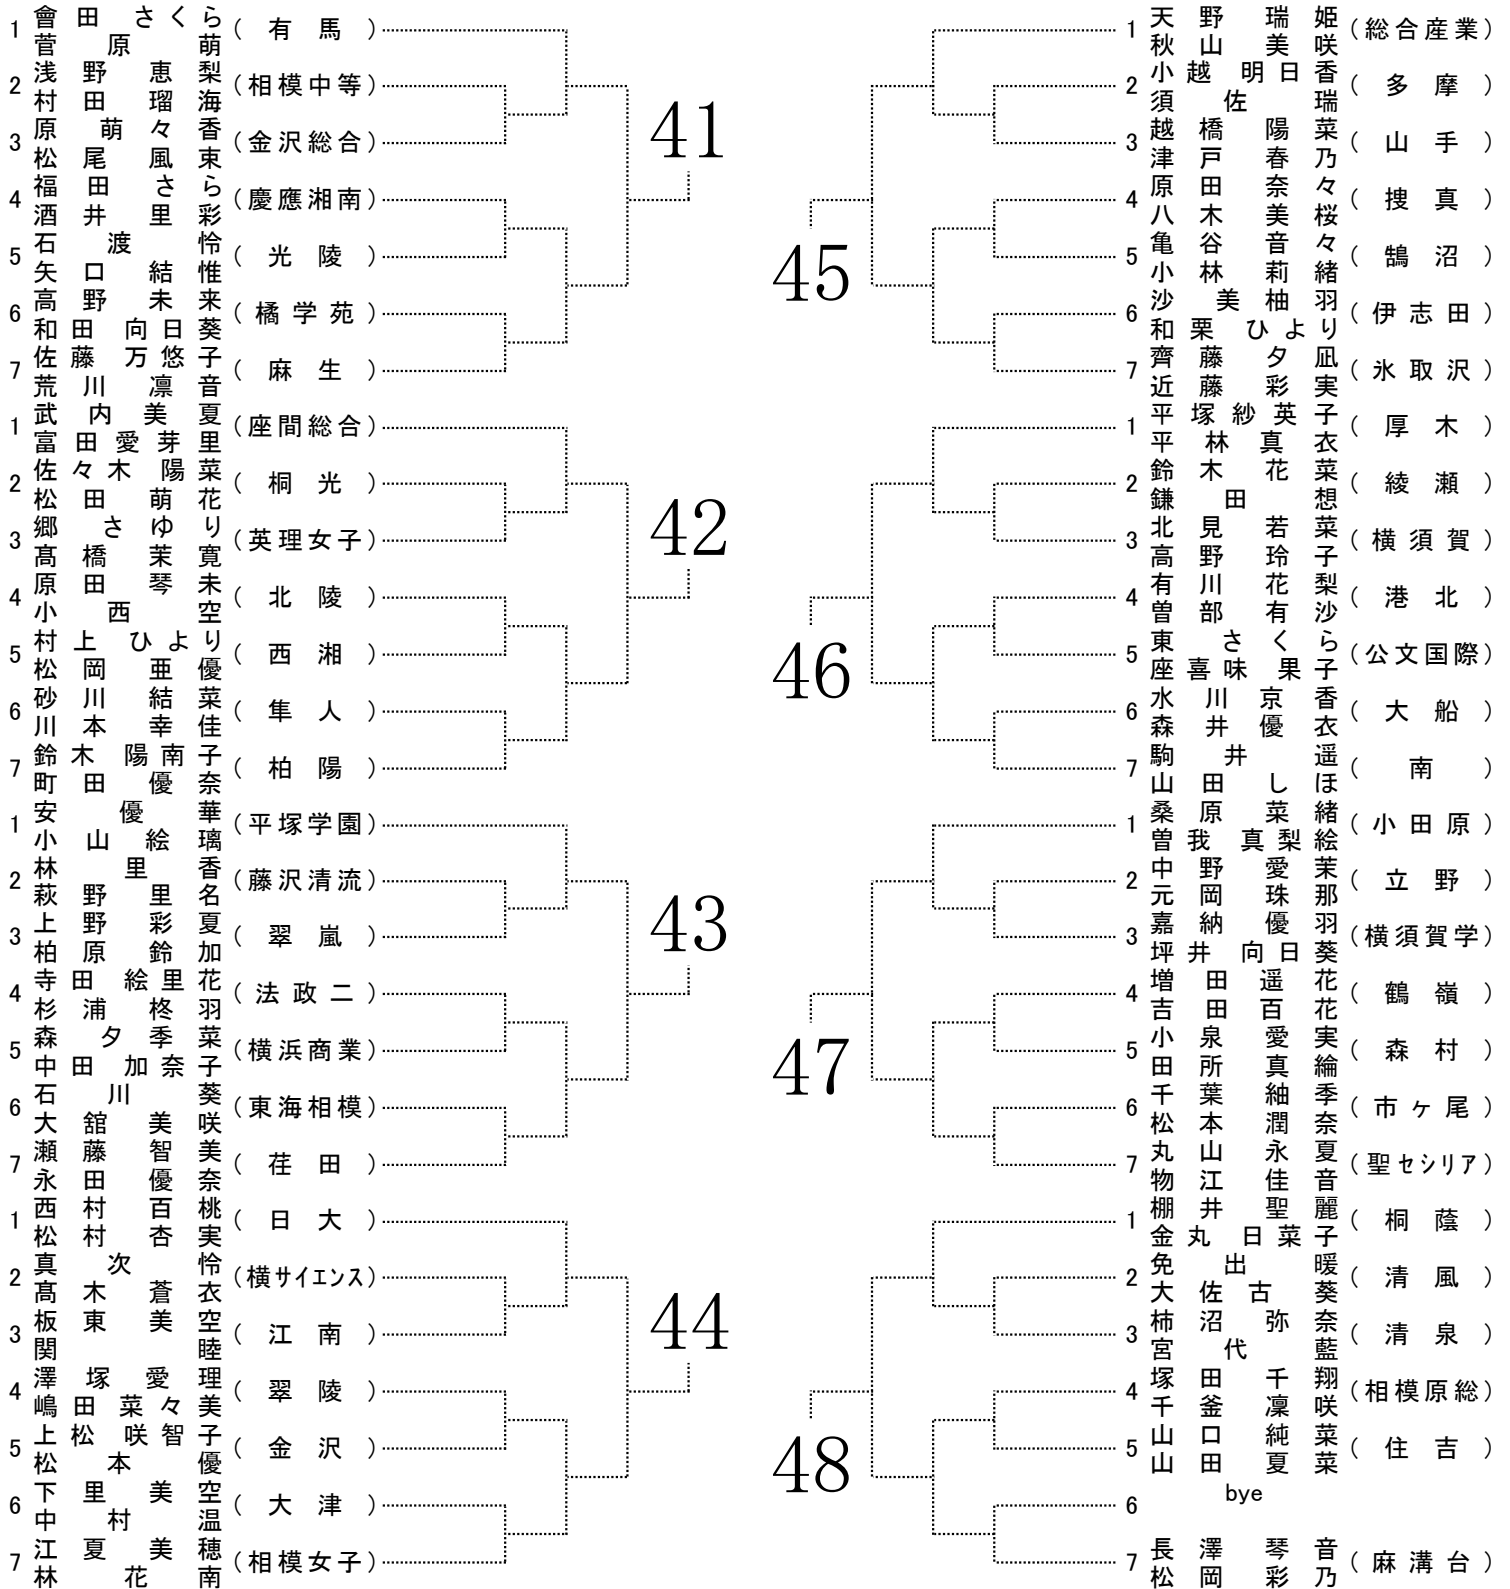 41
1 會田さくら 菅原萌 (有馬)
2 浅野恵梨 村田瑠海 (相模中等)
3 原萌々香 松尾風東 (金沢総合)
4 福田さら 酒井里彩 (慶應湘南)
5 石渡怜 矢口結惟 (光陵)
6 高野未来 和田向日葵 (橘学苑)
7 佐藤万悠子 荒川凛音 (麻生)
42
1 武内美夏 富田愛芽里 (座間総合)
2 佐々木陽菜 松田萌花 (桐光)
3 郷さゆり 髙橋茉寛 (英理女子)
4 原田琴未 小西空 (北陵)
5 村上ひより 松岡亜優 (西湘)
6 砂川結菜 川本幸佳 (隼人)
7 鈴木陽南子 町田優奈 (柏陽)
43
1 安優華 小山絵璃 (平塚学園)
2 林里香 萩野里名 (藤沢清流)
3 上野彩夏 柏原鈴加 (翠嵐)
4 寺田絵里花 杉浦柊羽 (法政二)
5 森夕季菜 中田加奈子 (横浜商業)
6 石川葵 大舘美咲 (東海相模)
7 瀬藤智美 永田優奈 (荏田)
44
1 西村百桃 松村杏実 (日大)
2 真次怜 髙木蒼衣 (横サイエンス)
3 板東美空 関睦 (江南)
4 澤塚愛理 嶋田菜々美 (翠陵)
5 上松咲智子 松本優 (金沢)
6 下里美空 中村温 (大津)
7 江夏美穂 林花南 (相模女子)
45
1 天野瑞姫 秋山美咲 (総合産業)
2 小越明日香 須佐瑞 (多摩)
3 越橋陽菜 津戸春乃 (山手)
4 原田奈々 八木美桜 (捜真)
5 亀谷音々 小林莉緒 (鵠沼)
6 沙美柚羽 和栗ひより (伊志田)
7 齊藤夕凪 近藤彩実 (氷取沢)
46
1 平塚紗英子 平林真衣 (厚木)
2 鈴木花菜 鎌田想 (綾瀬)
3 北見若菜 高野玲子 (横須賀)
4 有川花梨 曽部有沙 (港北)
5 東さくら 座喜味果子 (公文国際)
6 水川京香 森井優衣 (大船)
7 駒井遥 山田しほ (南)
47
1 桑原菜緒 曽我真梨絵 (小田原)
2 中野愛茉 元岡珠那 (立野)
3 嘉納優羽 坪井向日葵 (横須賀学)
4 増田遥花 吉田百花 (鶴嶺)
5 小泉愛実 田所真綸 (森村)
6 千葉紬季 松本潤奈 (市ヶ尾)
7 丸山永夏 物江佳音 (聖セシリア)
48
1 棚井聖麗 金丸日菜子 (桐蔭)
2 免出暖 大佐古葵 (清風)
3 柿沼弥奈 宮代藍 (清泉)
4 塚田千翔 千釜凜咲 (相模原総)
5 山口純菜 山田夏菜 (住吉)
6 bye
7 長澤琴音 松岡彩乃 (麻溝台)